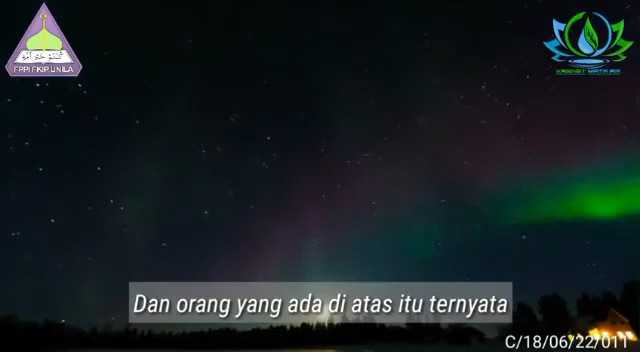 FPPI FKIP UNILA
Dan orang yang ada di atas itu ternyata
C/18/06/22/011